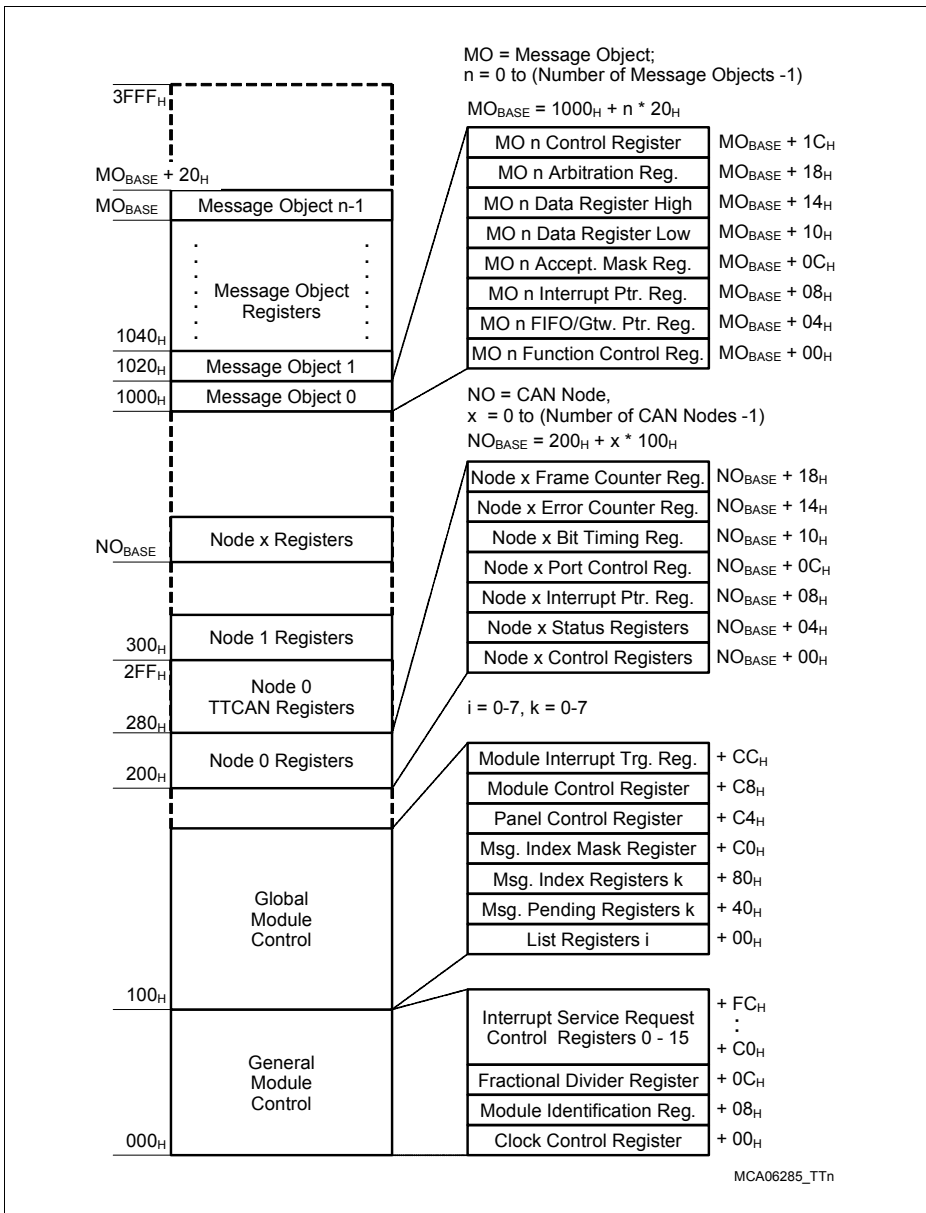 MO = Message Object;
n = 0 to (Number of Message Objects -1)
MOBASE = 1000H + n * 20H
3FFFH
MOBASE + 20H
MOBASE
Message Object n-1
Message Object
Registers
1040H
1020H
Message Object 1
1000H
Message Object 0
MO n Control Register MOBASE + 1CH
MO n Arbitration Reg. MOBASE + 18H
MO n Data Register High MOBASE + 14H
MO n Data Register Low MOBASE + 10H
MO n Accept. Mask Reg. MOBASE + 0CH
MO n Interrupt Ptr. Reg. MOBASE + 08H
MO n FIFO/Gtw. Ptr. Reg. MOBASE + 04H
MO n Function Control Reg. MOBASE + 00H
NO = CAN Node,
x = 0 to (Number of CAN Nodes -1)
NOBASE = 200H + x * 100H
NOBASE
Node x Registers
300H
Node 1 Registers
2FFH
Node 0
TTCAN Registers
280H
Node 0 Registers
200H
Node x Frame Counter Reg. NOBASE + 18H
Node x Error Counter Reg. NOBASE + 14H
Node x Bit Timing Reg. NOBASE + 10H
Node x Port Control Reg. NOBASE + 0CH
Node x Interrupt Ptr. Reg. NOBASE + 08H
Node x Status Registers NOBASE + 04H
Node x Control Registers NOBASE + 00H
i = 0-7, k = 0-7
Global
Module
Control
100H
Module Interrupt Trg. Reg. + CCH
Module Control Register + C8H
Panel Control Register + C4H
Msg. Index Mask Register + C0H
Msg. Index Registers k + 80H
Msg. Pending Registers k + 40H
List Registers i + 00H
General
Module
Control
000H
Interrupt Service Request
Control Registers 0 - 15
+ FCH
:
+ C0H
Fractional Divider Register + 0CH
Module Identification Reg. + 08H
Clock Control Register + 00H
MCA06285_TTn